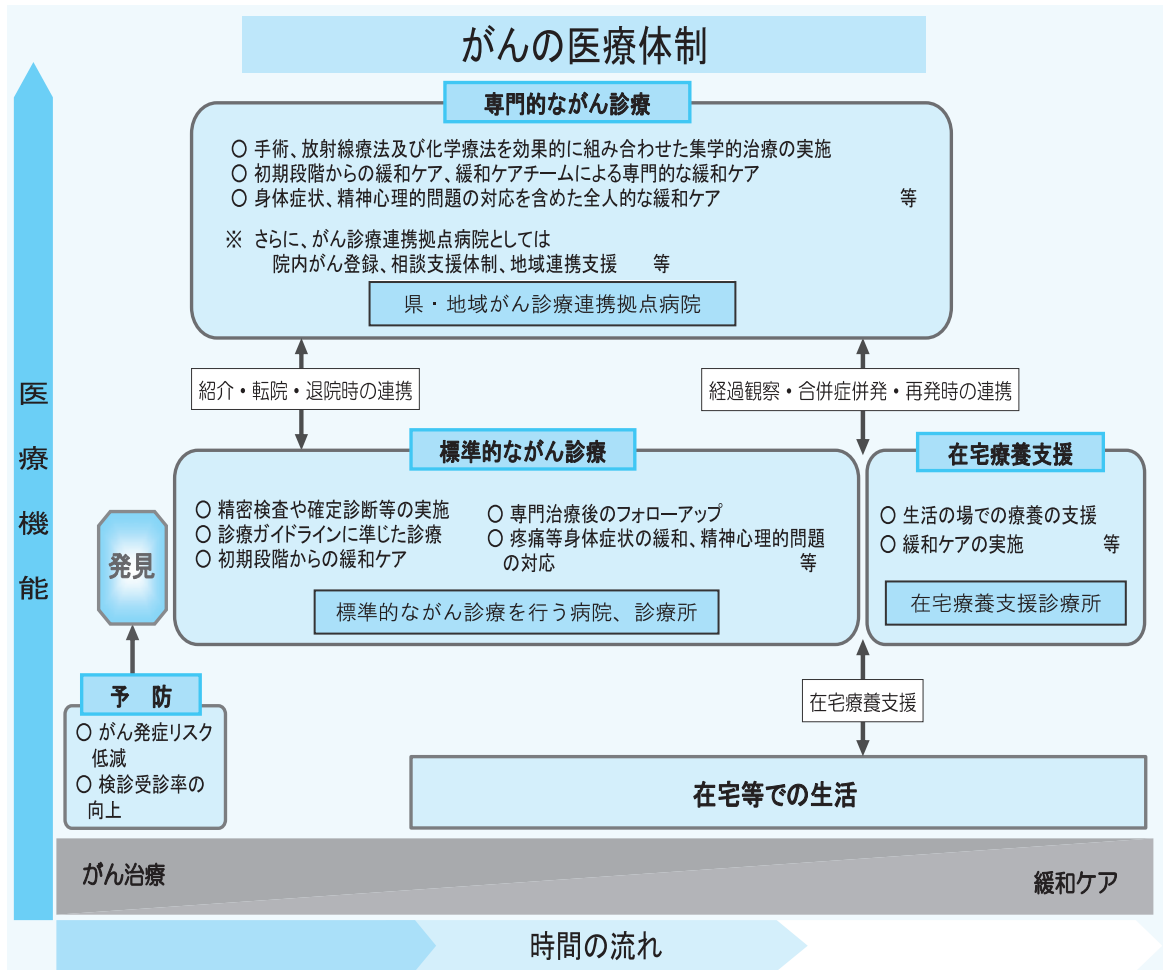 がんの医療体制
専門的ながん診療
○ 手術、放射線療法及び化学療法を効果的に組み合わせた集学的治療の実施
○ 初期段階からの緩和ケア、緩和ケアチームによる専門的な緩和ケア
○ 身体症状、精神心理的問題の対応を含めた全人的な緩和ケア 等
※ さらに、がん診療連携拠点病院としては
院内がん登録、相談支援体制、地域連携支援 等
県・地域がん診療連携拠点病院
紹介・転院・退院時の連携
経過観察・合併症併発・再発時の連携
医療機能
標準的ながん診療
○ 精密検査や確定診断等の実施
○ 診療ガイドラインに準じた診療
○ 初期段階からの緩和ケア
○ 専門治療後のフォローアップ
○ 疼痛等身体症状の緩和、精神心理的問題
の対応 等
標準的ながん診療を行う病院、診療所
在宅療養支援
○ 生活の場での療養の支援
○ 緩和ケアの実施 等
在宅療養支援診療所
発見
予 防
○ がん発症リスク
低減
○ 検診受診率の
向上
在宅療養支援
在宅等での生活
がん治療
緩和ケア
時間の流れ